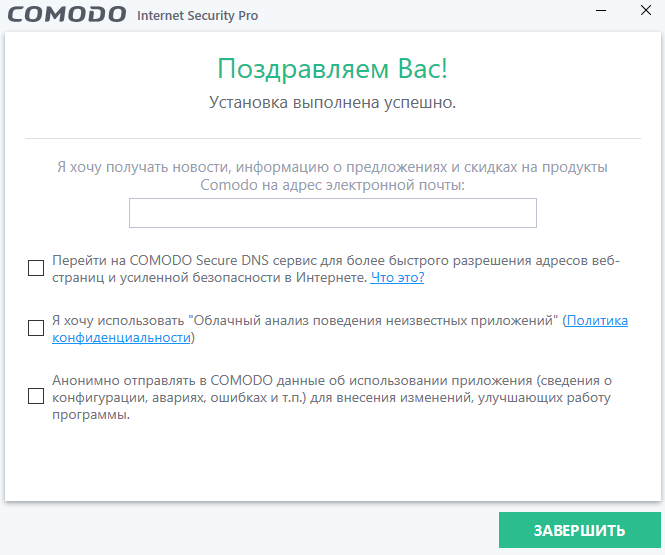 COMODO Internet Security Pro
Поздравляем Вас!
Установка выполнена успешно.
Я хочу получать новости, информацию о предложениях и скидках на продукты
Comodo на адрес электронной почты:
Перейти на COMODO Secure DNS сервис для более быстрого разрешения адресов веб-
страниц и усиленной безопасности в Интернете. Что это?
Я хочу использовать "Облачный анализ поведения неизвестных приложений" (Политика
конфиденциальности)
Анонимно отправлять в COMODO данные об использовании приложения (сведения о
конфигурации, авариях, ошибках и т.п.) для внесения изменений, улучшающих работу
программы.
ЗАВЕРШИТЬ